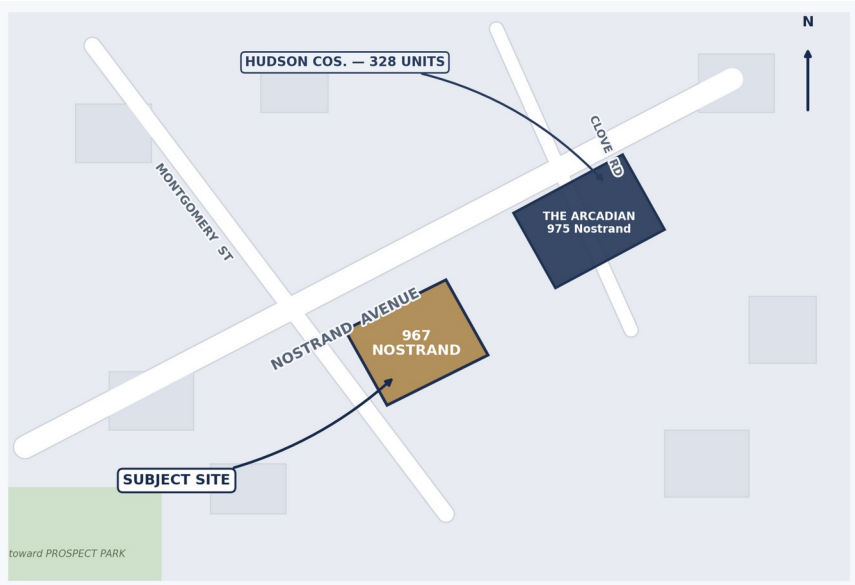 N
HUDSON COS. — 328 UNITS
CLOVE RD
MONTGOMERY ST
THE ARCADIAN
975 Nostrand
NOSTRAND AVENUE
967
NOSTRAND
SUBJECT SITE
toward PROSPECT PARK